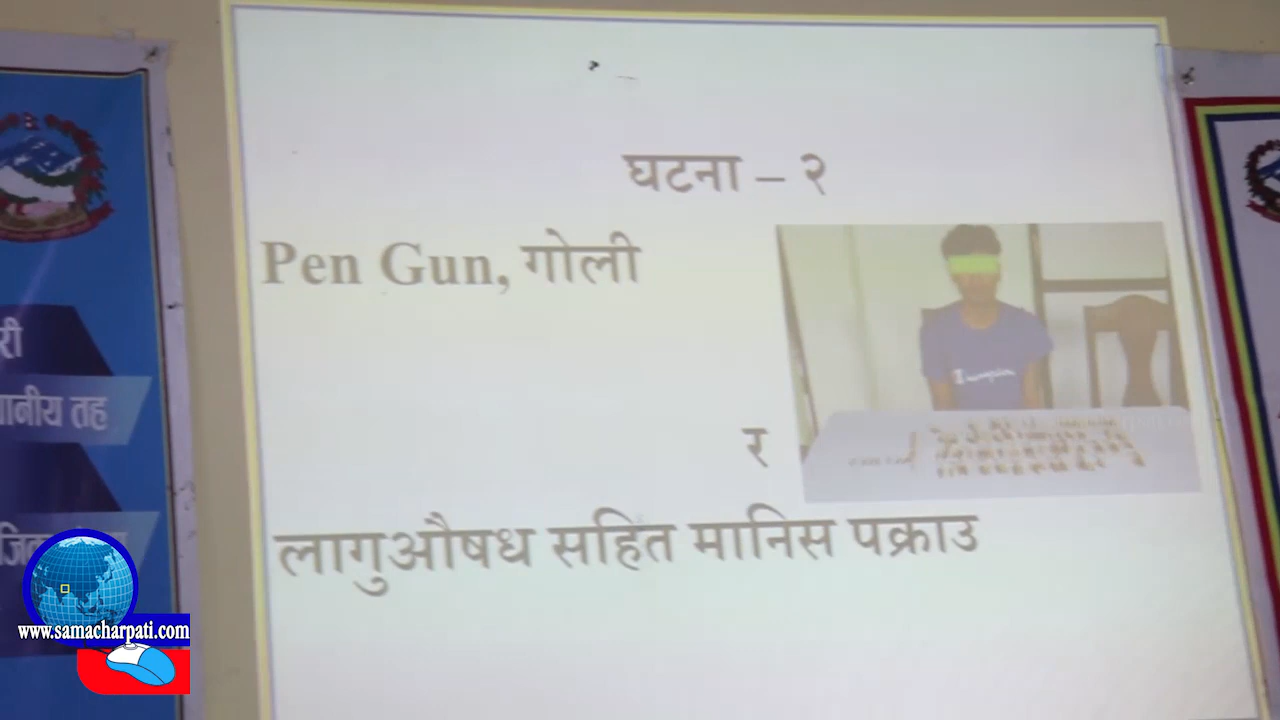 घटना – २
Pen Gun, गोली
र
लागुऔषध सहित मानिस पक्राउ
तह
www.samacharpati.com